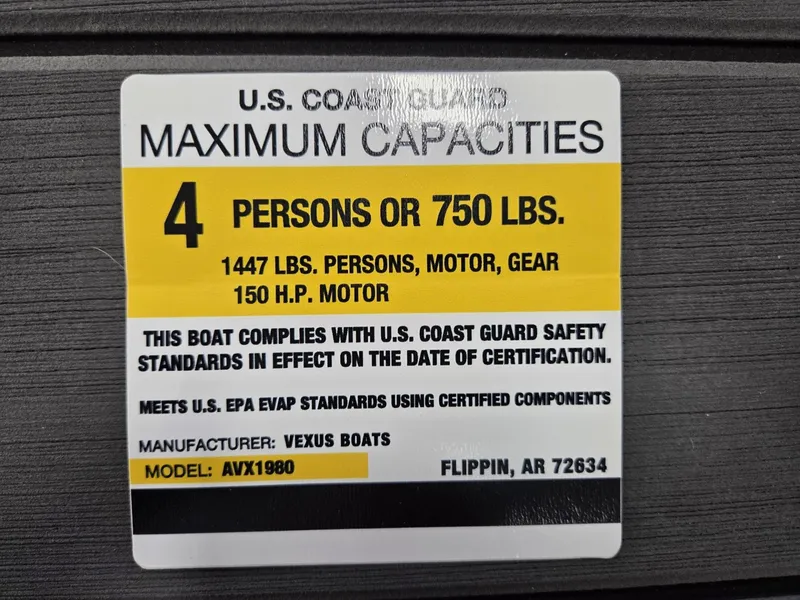 U.S. COAST GUARD
MAXIMUM CAPACITIES
4 PERSONS OR 750 LBS.
1447 LBS. PERSONS, MOTOR, GEAR
150 H.P. MOTOR
THIS BOAT COMPLIES WITH U.S. COAST GUARD SAFETY
STANDARDS IN EFFECT ON THE DATE OF CERTIFICATION.
MEETS U.S. EPA EVAP STANDARDS USING CERTIFIED COMPONENTS
MANUFACTURER: VEXUS BOATS
MODEL: AVX1980 FLIPPIN, AR 72634